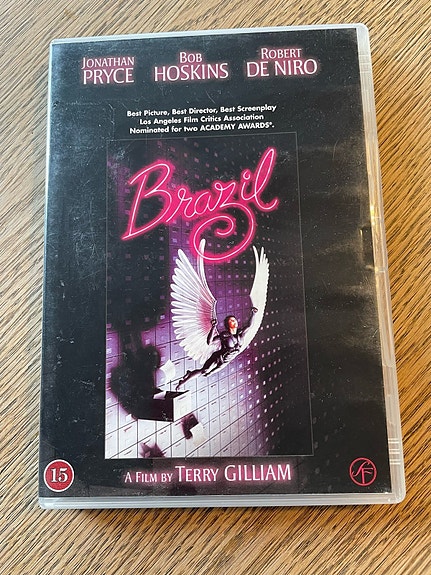 JONATHAN BOB ROBERT
PRYCE HOSKINS DE NIRO
Best Picture, Best Director, Best Screenplay
Los Angeles Film Critics Association
Nominated for two ACADEMY AWARDS®.
Brazil
15
A FILM BY TERRY GILLIAM
SF